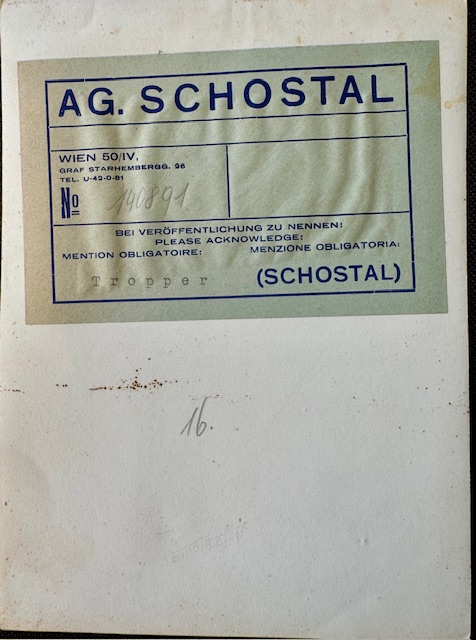 AG. SCHOSTAL
WIEN 50/IV,
GRAF STARHEMBERGG. 26
TEL. U-42-0-81
No 140891
BEI VERÖFFENTLICHUNG ZU NENNEN:
PLEASE ACKNOWLEDGE:
MENTION OBLIGATOIRE: MENZIONE OBLIGATORIA:
Tropper (SCHOSTAL)
16.